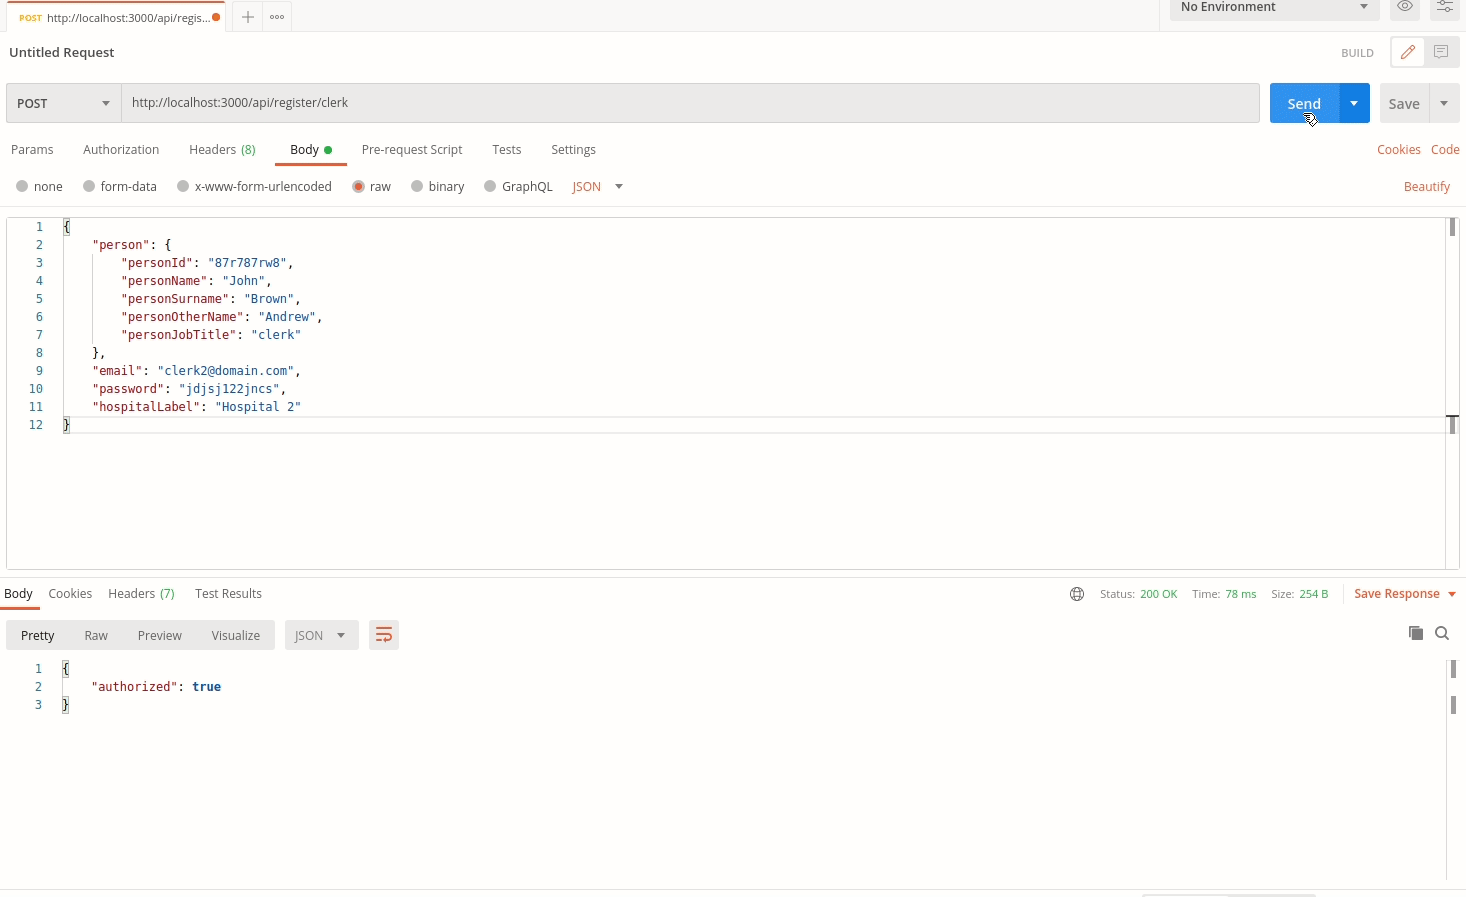 POST http://localhost:3000/api/regis...
No Environment
Untitled Request
BUILD
POST http://localhost:3000/api/register/clerk Send Save
Params Authorization Headers (8) Body Pre-request Script Tests Settings Cookies Code
none form-data x-www-form-urlencoded raw binary GraphQL JSON Beautify
1 {
2 "person": {
3 "personId": "87r787rw8",
4 "personName": "John",
5 "personSurname": "Brown",
6 "personOtherName": "Andrew",
7 "personJobTitle": "clerk"
8 },
9 "email": "clerk2@domain.com",
10 "password": "jdjsj122jncs",
11 "hospitalLabel": "Hospital 2"
12 }
Body Cookies Headers (7) Test Results Status: 200 OK Time: 78 ms Size: 254 B Save Response
Pretty Raw Preview Visualize JSON
1 {
2 "authorized": true
3 }